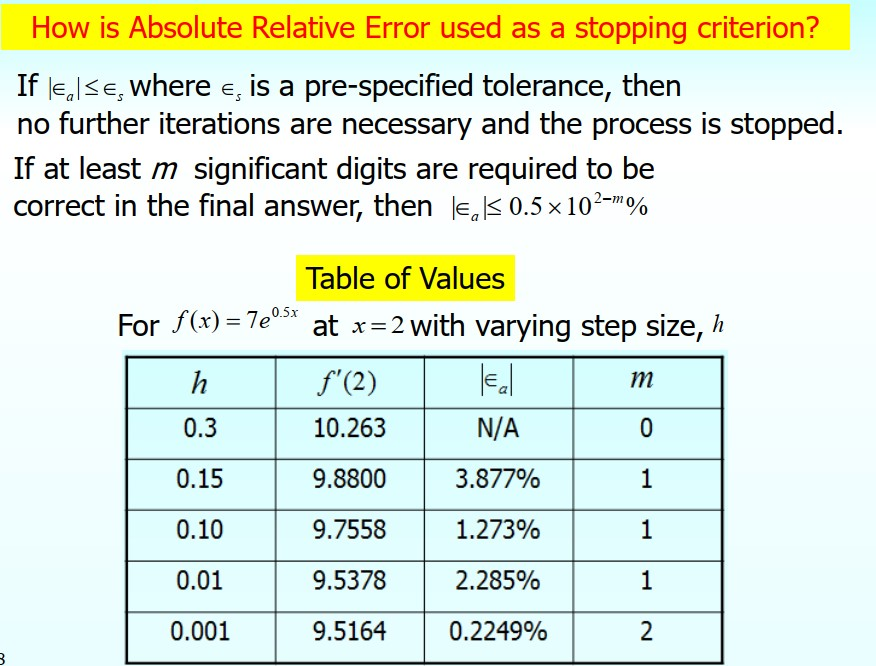 How is Absolute Relative Error used as a stopping criterion?
If |∈ₐ| ≤ ∈ₛ where ∈ₛ is a pre-specified tolerance, then
no further iterations are necessary and the process is stopped.
If at least m significant digits are required to be
correct in the final answer, then |∈ₐ| ≤ 0.5 × 10²⁻ᵐ%
Table of Values
For f(x) = 7e⁰·⁵ˣ at x = 2 with varying step size, h
h f'(2) |∈ₐ| m
0.3 10.263 N/A 0
0.15 9.8800 3.877% 1
0.10 9.7558 1.273% 1
0.01 9.5378 2.285% 1
0.001 9.5164 0.2249% 2